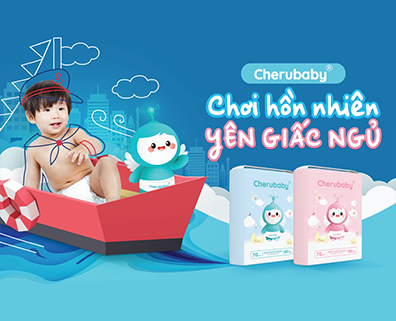 Cherubaby®
Chơi hồn nhiên
YÊN GIẤC NGỦ
Cherubaby
Cherubaby